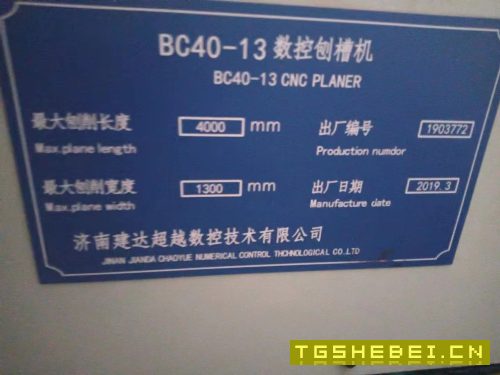 BC40-13 数控刨槽机
BC40-13 CNC PLANER
最大刨削长度 4000 mm 出厂编号 1903772
Max.plane length Production numdor
最大刨削宽度 1300 mm 出厂日期 2019.3
Max.plane width Manufacture date
济南建达超越数控技术有限公司
JINAN JIANDA CHAOYUE NUMERICAL CONTROL THCHNOLOGICAL CO.,LTD
TGSHEBEI.CN